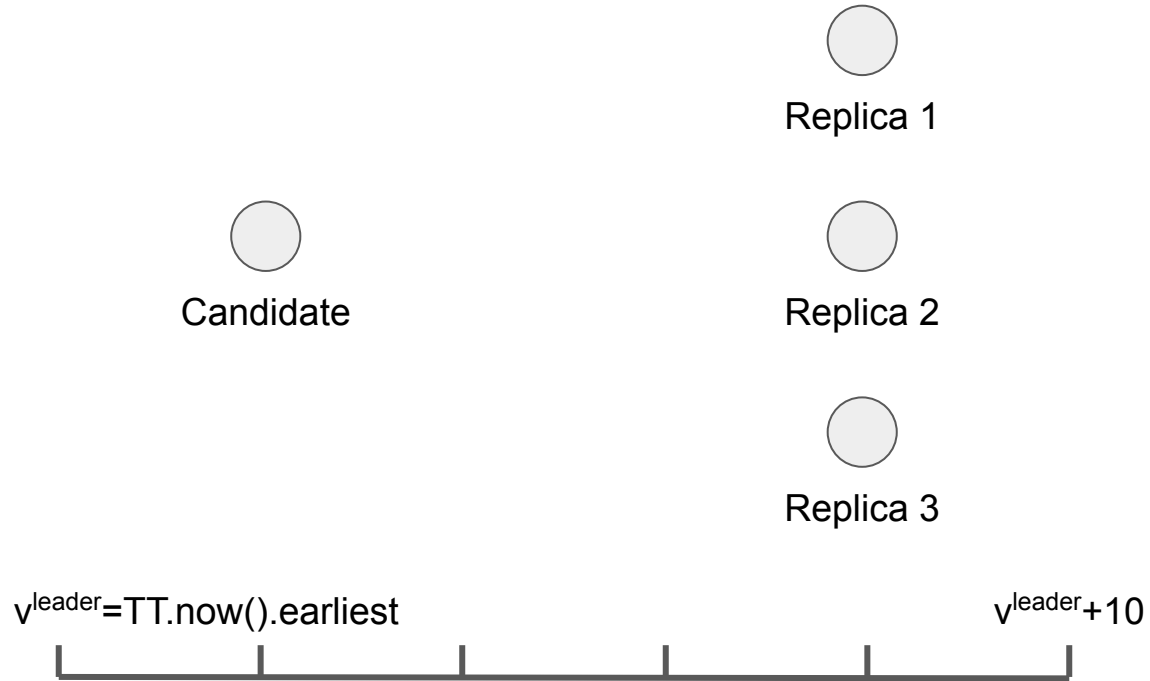 Replica 1
Candidate
Replica 2
Replica 3
v^leader=TT.now().earliest
v^leader+10